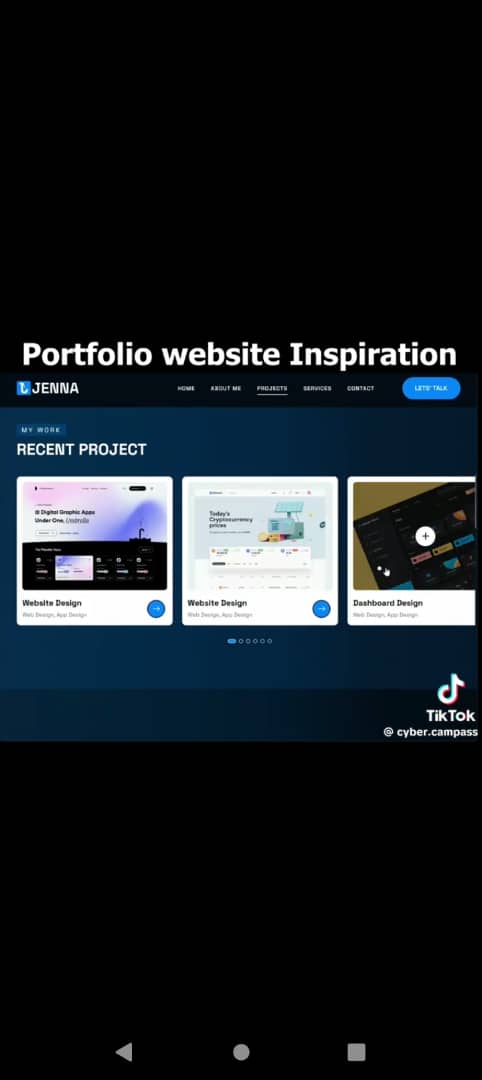 Portfolio website Inspiration
JENNA
HOME ABOUT ME PROJECTS SERVICES CONTACT LETS' TALK
MY WORK
RECENT PROJECT
Digital Graphic Apps
Under One, Umbrella
Today's
Cryptocurrency
prices
Website Design
Web Design, App Design
Website Design
Web Design, App Design
Dashboard Design
Web Design, App Design
TikTok
@ cyber.campass